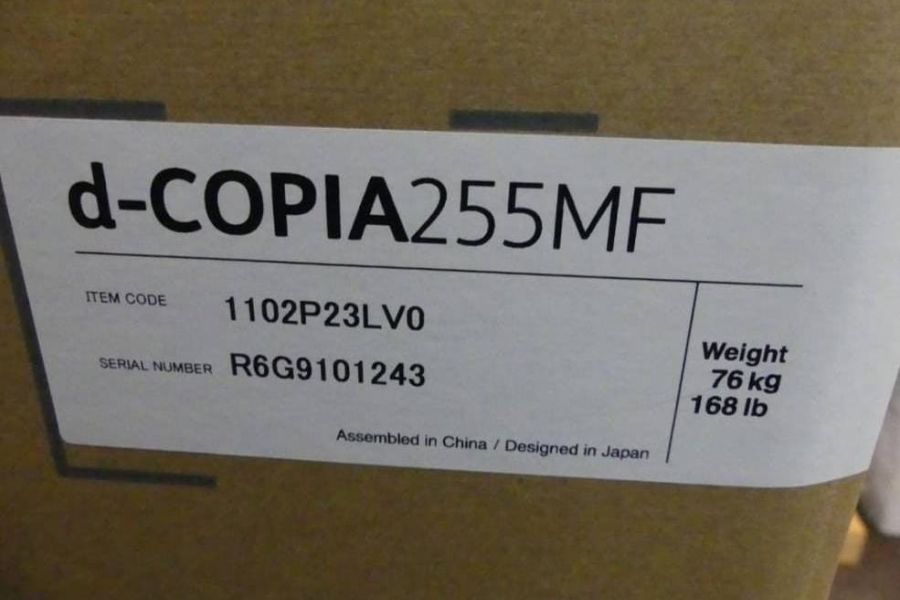 d-COPIA255MF
ITEM CODE 1102P23LV0
SERIAL NUMBER R6G9101243
Weight
76 kg
168 lb
Assembled in China / Designed in Japan